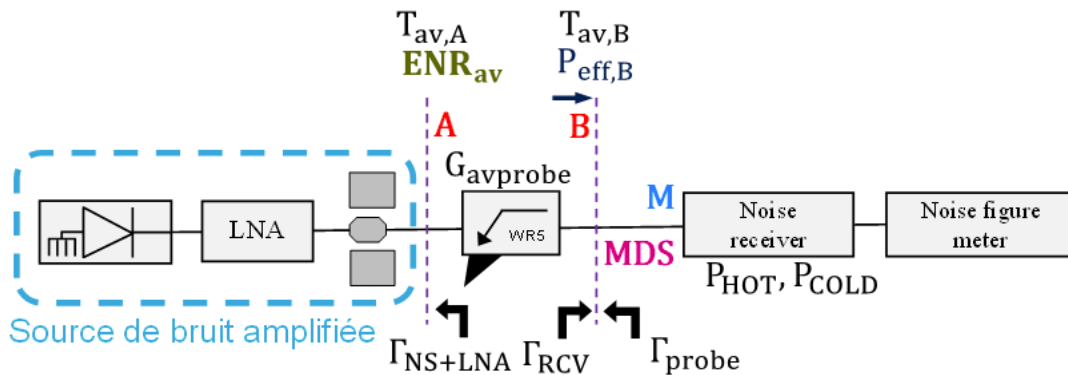 T_av,A
ENR_av
T_av,B
P_eff,B
A
B
G_avprobe
LNA
WR5
M
MDS
Noise
receiver
Noise figure
meter
P_HOT, P_COLD
Source de bruit amplifiée
Γ_NS+LNA
Γ_RCV
Γ_probe